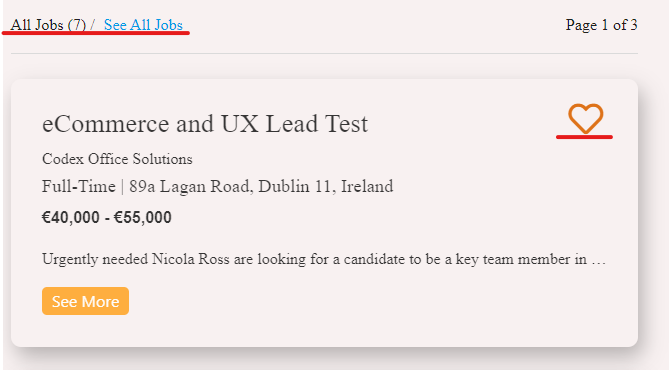 All Jobs (7) / See All Jobs
Page 1 of 3
eCommerce and UX Lead Test
Codex Office Solutions
Full-Time | 89a Lagan Road, Dublin 11, Ireland
€40,000 - €55,000
Urgently needed Nicola Ross are looking for a candidate to be a key team member in …
See More